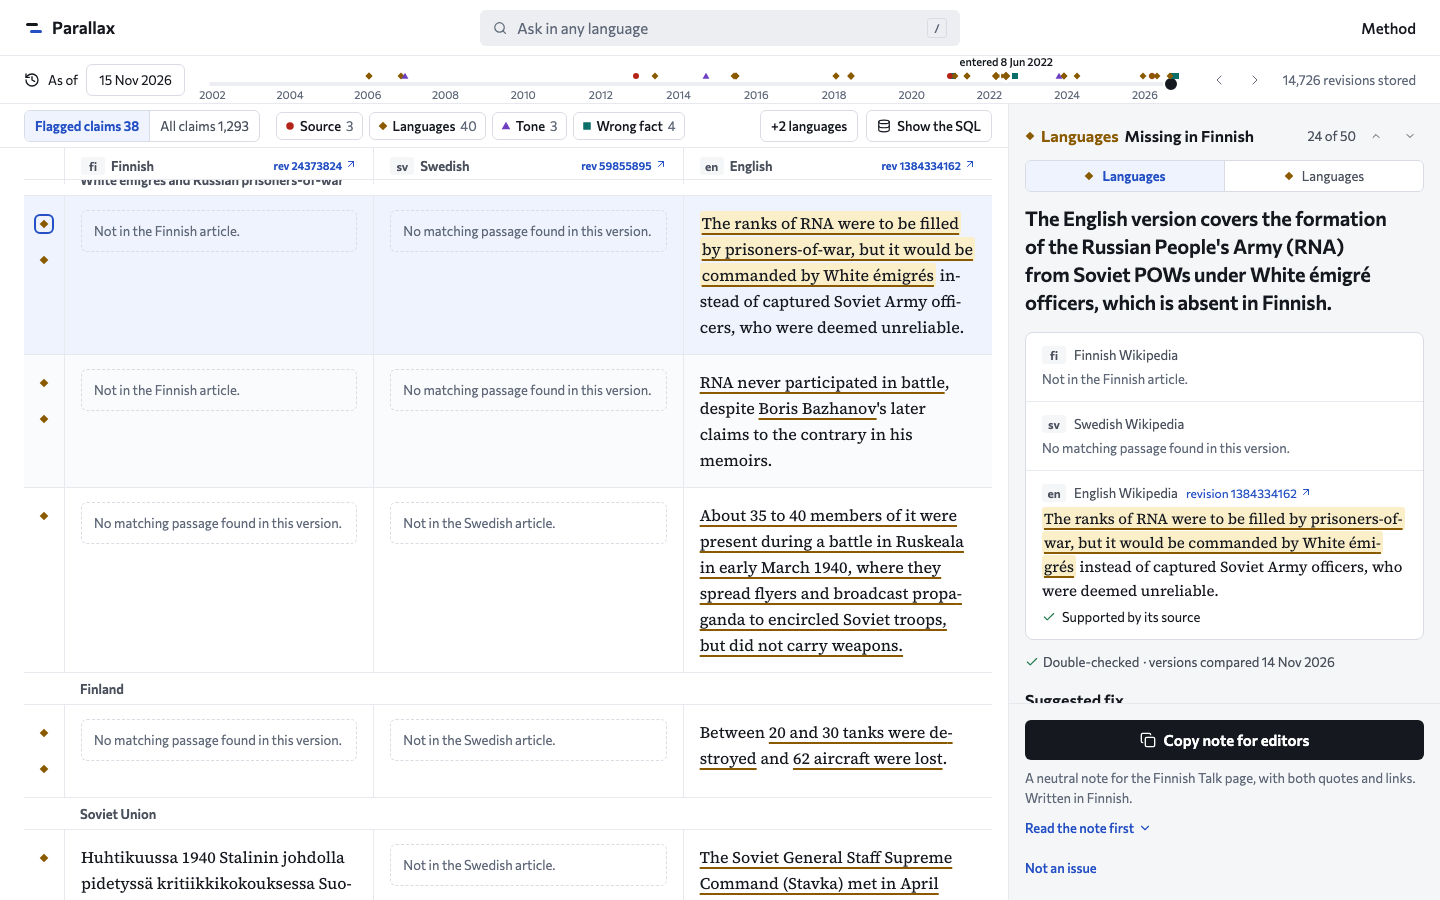 Parallax
Ask in any language
/
Method
As of
15 Nov 2026
entered 8 Jun 2022
2002 2004 2006 2008 2010 2012 2014 2016 2018 2020 2022 2024 2026
14,726 revisions stored
Flagged claims 38
All claims 1,293
Source 3
Languages 40
Tone 3
Wrong fact 4
+2 languages
Show the SQL
fi Finnish rev 24373824
sv Swedish rev 59855895
en English rev 1384334162
White émigrés and Russian prisoners-of-war
Not in the Finnish article.
No matching passage found in this version.
The ranks of RNA were to be filled
by prisoners-of-war, but it would be
commanded by White émigrés in-
stead of captured Soviet Army offi-
cers, who were deemed unreliable.
Not in the Finnish article.
No matching passage found in this version.
RNA never participated in battle,
despite Boris Bazhanov's later
claims to the contrary in his
memoirs.
No matching passage found in this version.
Not in the Swedish article.
About 35 to 40 members of it were
present during a battle in Ruskeala
in early March 1940, where they
spread flyers and broadcast propa-
ganda to encircled Soviet troops,
but did not carry weapons.
Finland
No matching passage found in this version.
Not in the Swedish article.
Between 20 and 30 tanks were de-
stroyed and 62 aircraft were lost.
Soviet Union
Huhtikuussa 1940 Stalinin johdolla
pidetyssä kritiikkikokouksessa Suo-
Not in the Swedish article.
The Soviet General Staff Supreme
Command (Stavka) met in April
Languages Missing in Finnish
24 of 50
Languages
Languages
The English version covers the formation
of the Russian People's Army (RNA)
from Soviet POWs under White émigré
officers, which is absent in Finnish.
fi Finnish Wikipedia
Not in the Finnish article.
sv Swedish Wikipedia
No matching passage found in this version.
en English Wikipedia revision 1384334162
The ranks of RNA were to be filled by prisoners-of-
war, but it would be commanded by White émi-
grés instead of captured Soviet Army officers, who
were deemed unreliable.
Supported by its source
Double-checked · versions compared 14 Nov 2026
Suggested fix
Copy note for editors
A neutral note for the Finnish Talk page, with both quotes and links.
Written in Finnish.
Read the note first
Not an issue